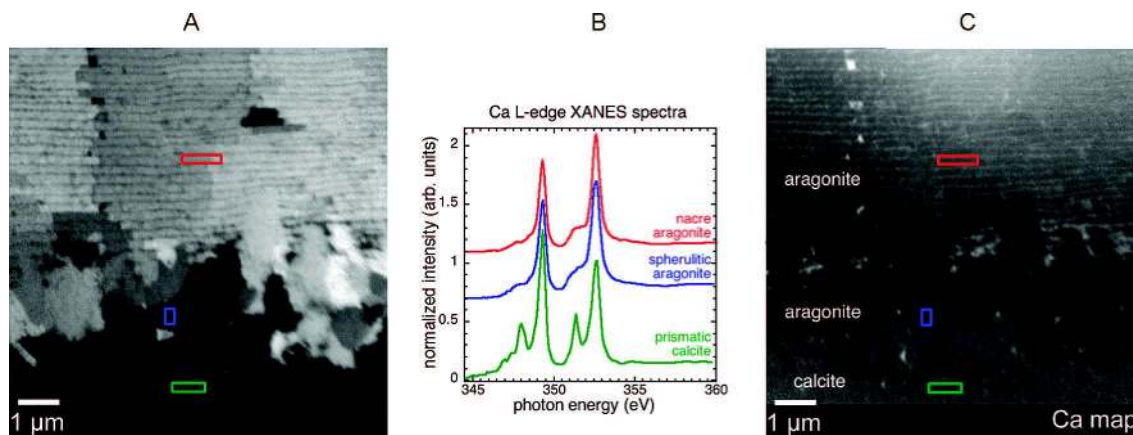 A
B
C
Ca L-edge XANES spectra
normalized intensity (arb. units)
2
1.5
1
0.5
0
nacre
aragonite
spherulitic
aragonite
prismatic
calcite
345
350
355
360
photon energy (eV)
1 µm
aragonite
aragonite
calcite
1 µm
Ca map